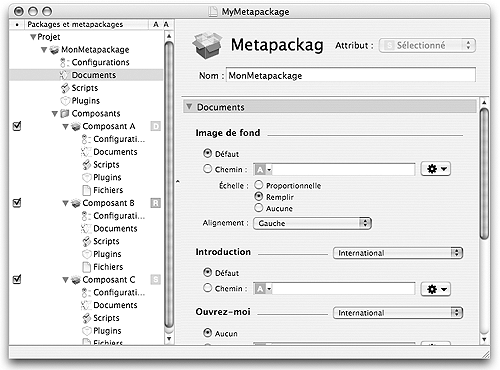 MyMetapackage
Packages et metapackages A A
Projet
MonMetapackage
Configurations
Documents
Scripts
Plugins
Composants
Composant A D
Configurati...
Documents
Scripts
Plugins
Fichiers
Composant B R
Configurati...
Documents
Scripts
Plugins
Fichiers
Composant C
Configurati...
Documents
Scripts
Plugins
Fichiers
Metapackag Attribut : Sélectionné
Nom : MonMetapackage
Documents
Image de fond
Défaut
Chemin : A
Échelle : Proportionnelle
Remplir
Aucune
Alignement : Gauche
Introduction International
Défaut
Chemin : A
Ouvrez-moi International
Aucun